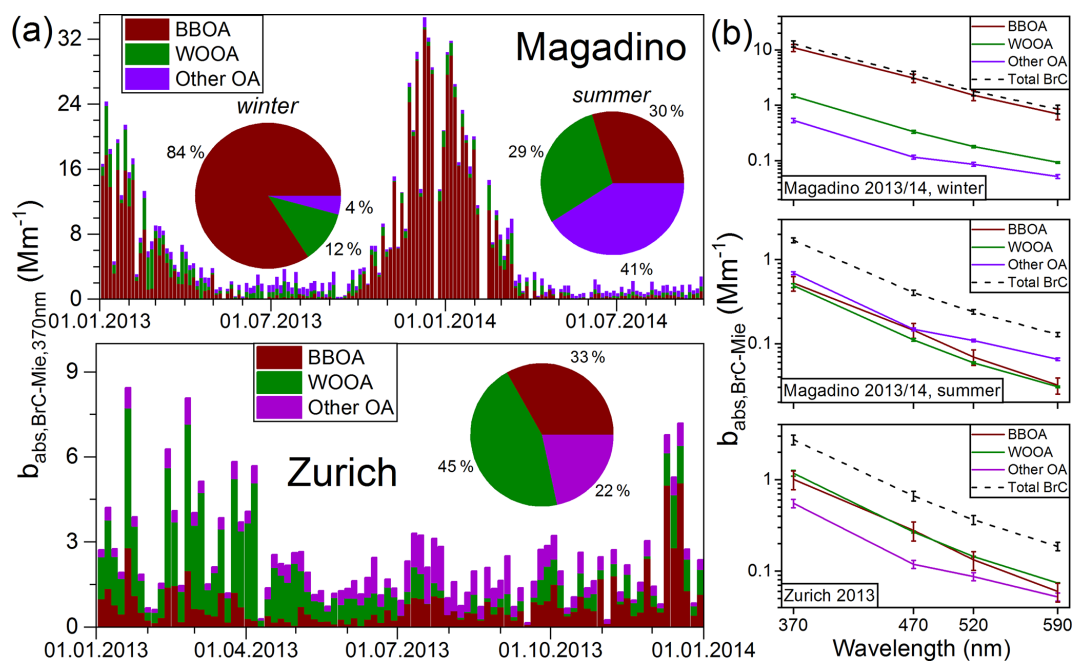 (a)
BBOA
WOOA
Other OA
Magadino
winter
84 %
4 %
12 %
summer
30 %
29 %
41%
32
24
16
8
0
01.01.2013
01.07.2013
01.01.2014
01.07.2014
b_abs,BrC-Mie,370nm (Mm⁻¹)
BBOA
WOOA
Other OA
Zurich
33 %
45 %
22 %
9
6
3
0
01.01.2013
01.04.2013
01.07.2013
01.10.2013
01.01.2014
(b)
BBOA
WOOA
Other OA
Total BrC
10
1
0.1
Magadino 2013/14, winter
BBOA
WOOA
Other OA
Total BrC
1
0.1
Magadino 2013/14, summer
b_abs,BrC-Mie (Mm⁻¹)
BBOA
WOOA
Other OA
Total BrC
1
0.1
Zurich 2013
370
470
520
590
Wavelength (nm)